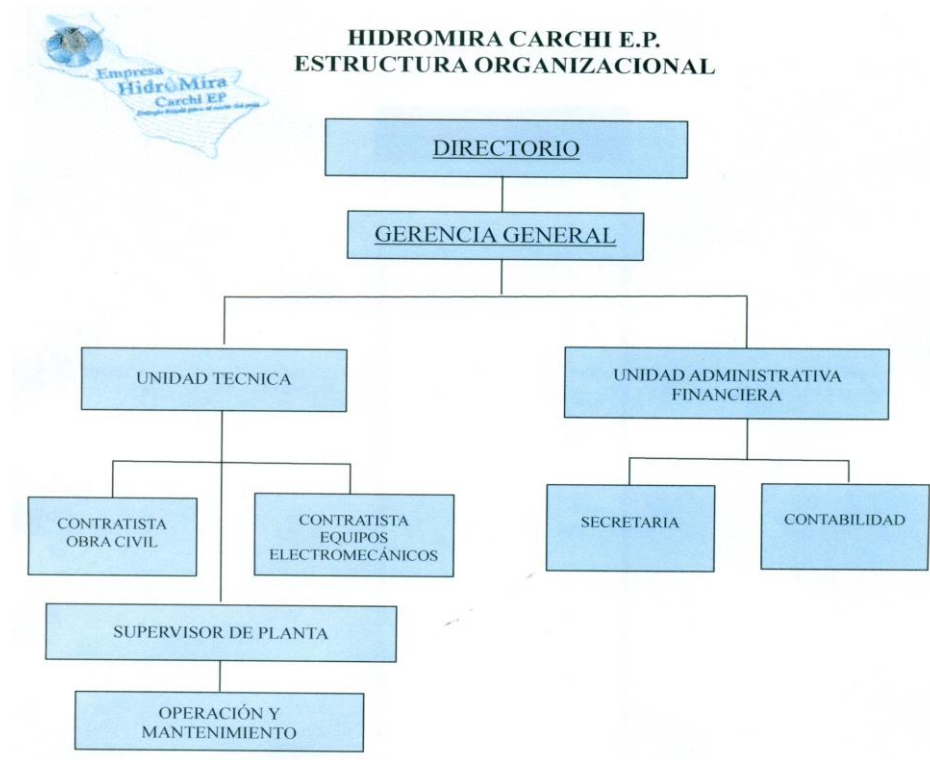 HIDROMIRA CARCHI E.P.
ESTRUCTURA ORGANIZACIONAL
Empresa
HidrôMira
Carchi EP
DIRECTORIO
GERENCIA GENERAL
UNIDAD TECNICA
UNIDAD ADMINISTRATIVA
FINANCIERA
CONTRATISTA
OBRA CIVIL
CONTRATISTA
EQUIPOS
ELECTROMECÁNICOS
SECRETARIA
CONTABILIDAD
SUPERVISOR DE PLANTA
OPERACIÓN Y
MANTENIMIENTO